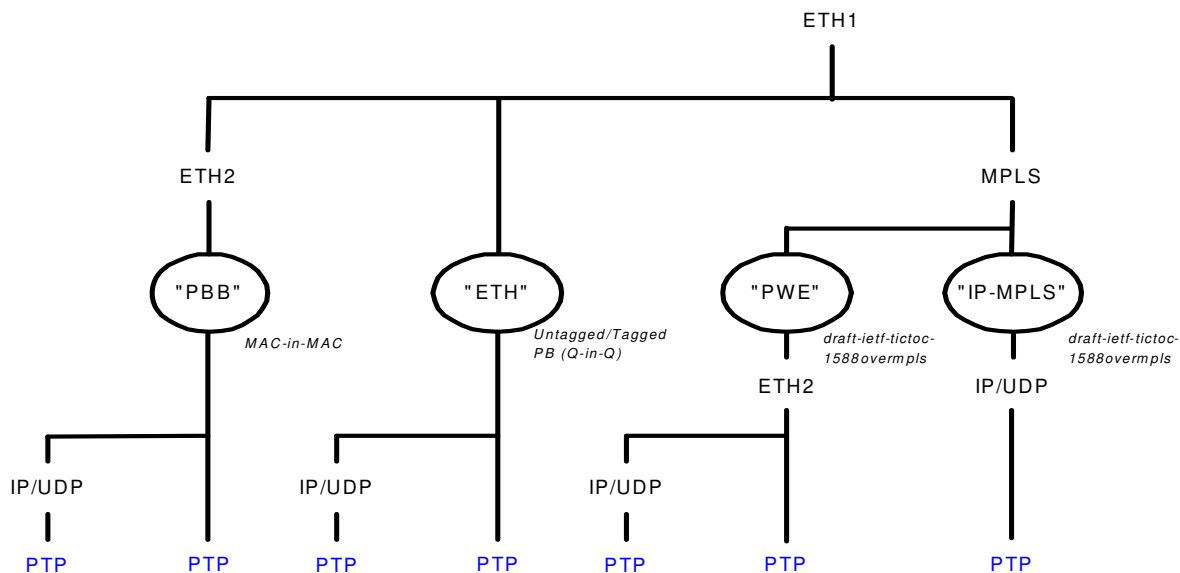 ETH1
ETH2
MPLS
"PBB"
"ETH"
"PWE"
"IP-MPLS"
MAC-in-MAC
Untagged/Tagged
PB (Q-in-Q)
draft-ietf-tictoc-
1588overmpls
draft-ietf-tictoc-
1588overmpls
ETH2
IP/UDP
IP/UDP
IP/UDP
IP/UDP
PTP
PTP
PTP
PTP
PTP
PTP
PTP